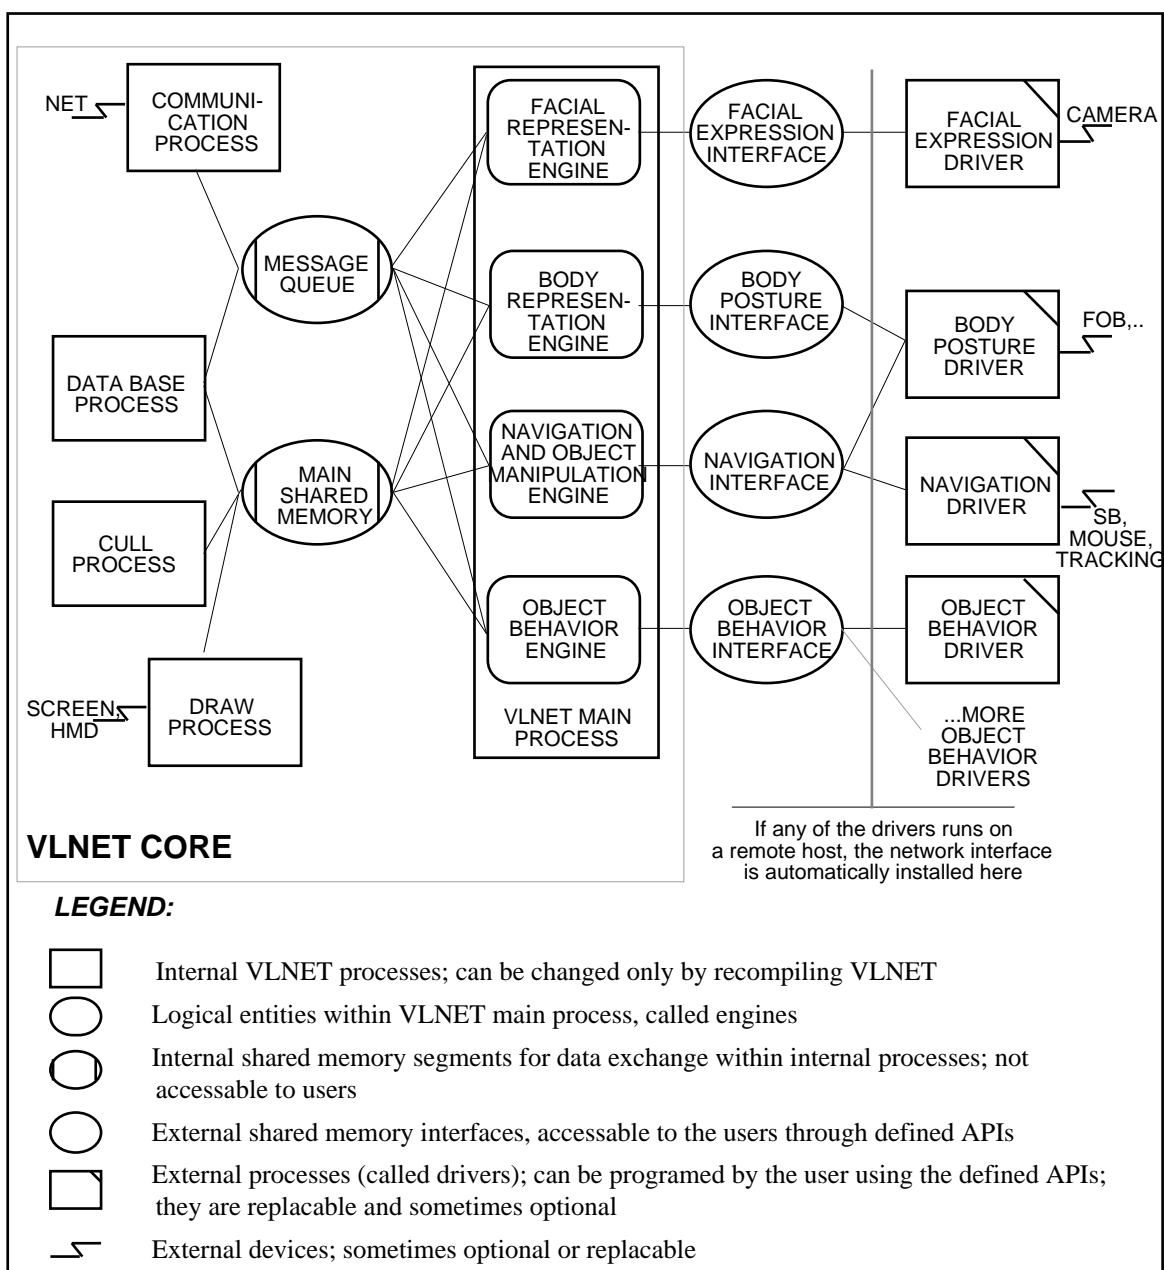 NET
COMMUNI-
CATION
PROCESS
FACIAL
REPRESEN-
TATION
ENGINE
FACIAL
EXPRESSION
INTERFACE
FACIAL
EXPRESSION
DRIVER
CAMERA
MESSAGE
QUEUE
BODY
REPRESEN-
TATION
ENGINE
BODY
POSTURE
INTERFACE
BODY
POSTURE
DRIVER
FOB,..
DATA BASE
PROCESS
MAIN
SHARED
MEMORY
NAVIGATION
AND OBJECT
MANIPULATION
ENGINE
NAVIGATION
INTERFACE
NAVIGATION
DRIVER
SB,
MOUSE,
TRACKING
CULL
PROCESS
OBJECT
BEHAVIOR
ENGINE
OBJECT
BEHAVIOR
INTERFACE
OBJECT
BEHAVIOR
DRIVER
SCREEN,
HMD
DRAW
PROCESS
VLNET MAIN
PROCESS
...MORE
OBJECT
BEHAVIOR
DRIVERS
VLNET CORE
If any of the drivers runs on
a remote host, the network interface
is automatically installed here
LEGEND:
Internal VLNET processes; can be changed only by recompiling VLNET
Logical entities within VLNET main process, called engines
Internal shared memory segments for data exchange within internal processes; not
accessable to users
External shared memory interfaces, accessable to the users through defined APIs
External processes (called drivers); can be programed by the user using the defined APIs;
they are replacable and sometimes optional
External devices; sometimes optional or replacable